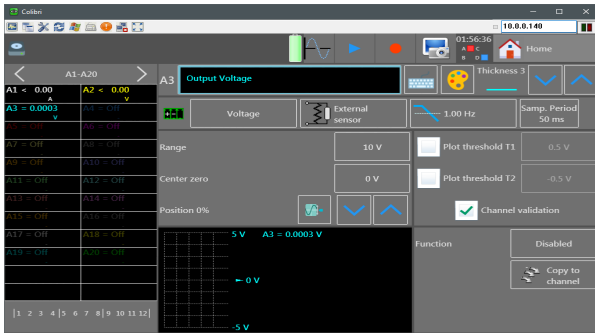 Colibri
10.0.0.140
01:56:36
A C
B D
Home
A1-A20
A1 < 0.00
A
A2 < 0.00
V
A3 = 0.0003
V
A4 = Off
A5 = Off
A6 = Off
A7 = Off
A8 = Off
A9 = Off
A10 = Off
A11 = Off
A12 = Off
A13 = Off
A14 = Off
A15 = Off
A16 = Off
A17 = Off
A18 = Off
A19 = Off
A20 = Off
|1 2 3 4|5 6 7 8|9 10 11 12|
A3
Output Voltage
Thickness
3
Voltage
External
sensor
1.00 Hz
Samp. Period
50 ms
Range
10 V
Center zero
0 V
Position 0%
Plot threshold T1
0.5 V
Plot threshold T2
-0.5 V
Channel validation
5 V
A3 = 0.0003 V
0 V
-5 V
Function
Disabled
Copy to
channel